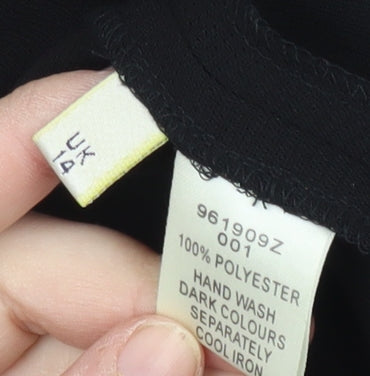 UK
14
961909Z
001
100% POLYESTER
HAND WASH
DARK COLOURS
SEPARATELY
COOL IRON